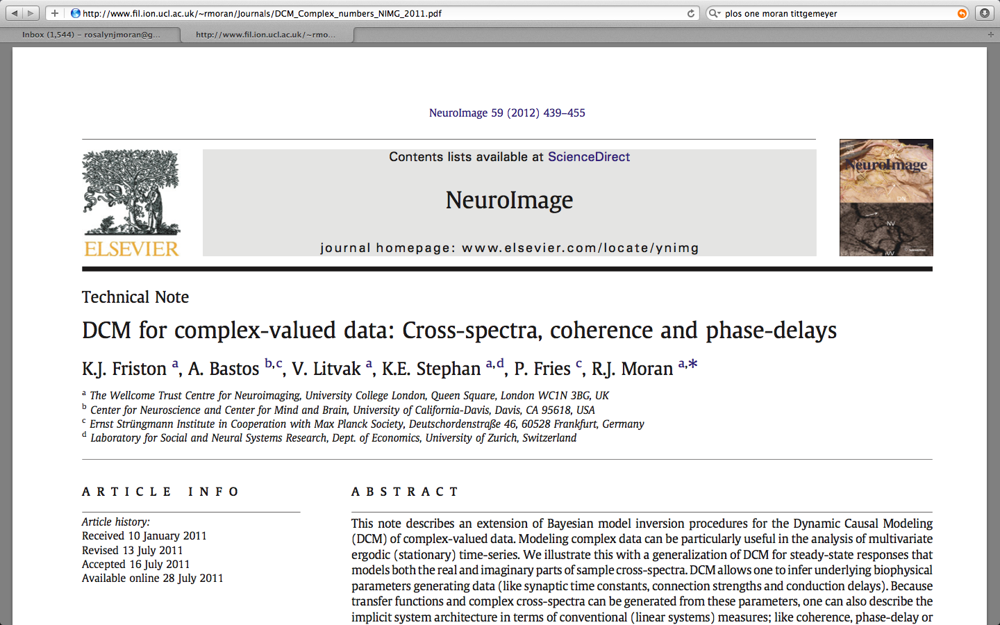 http://www.fil.ion.ucl.ac.uk/~rmoran/Journals/DCM_Complex_numbers_NIMG_2011.pdf
plos one moran tittgemeyer
Inbox (1,544) – rosalynjmoran@g...
http://www.fil.ion.ucl.ac.uk/~rmo...
NeuroImage 59 (2012) 439–455
Contents lists available at ScienceDirect
NeuroImage
journal homepage: www.elsevier.com/locate/ynimg
ELSEVIER
NeuroImage
NV
Technical Note
DCM for complex-valued data: Cross-spectra, coherence and phase-delays
K.J. Friston a, A. Bastos b,c, V. Litvak a, K.E. Stephan a,d, P. Fries c, R.J. Moran a,*
a The Wellcome Trust Centre for Neuroimaging, University College London, Queen Square, London WC1N 3BG, UK
b Center for Neuroscience and Center for Mind and Brain, University of California-Davis, Davis, CA 95618, USA
c Ernst Strüngmann Institute in Cooperation with Max Planck Society, Deutschordenstraße 46, 60528 Frankfurt, Germany
d Laboratory for Social and Neural Systems Research, Dept. of Economics, University of Zurich, Switzerland
ARTICLE INFO
Article history:
Received 10 January 2011
Revised 13 July 2011
Accepted 16 July 2011
Available online 28 July 2011
ABSTRACT
This note describes an extension of Bayesian model inversion procedures for the Dynamic Causal Modeling
(DCM) of complex-valued data. Modeling complex data can be particularly useful in the analysis of multivariate
ergodic (stationary) time-series. We illustrate this with a generalization of DCM for steady-state responses that
models both the real and imaginary parts of sample cross-spectra. DCM allows one to infer underlying biophysical
parameters generating data (like synaptic time constants, connection strengths and conduction delays). Because
transfer functions and complex cross-spectra can be generated from these parameters, one can also describe the
implicit system architecture in terms of conventional (linear systems) measures; like coherence, phase-delay or